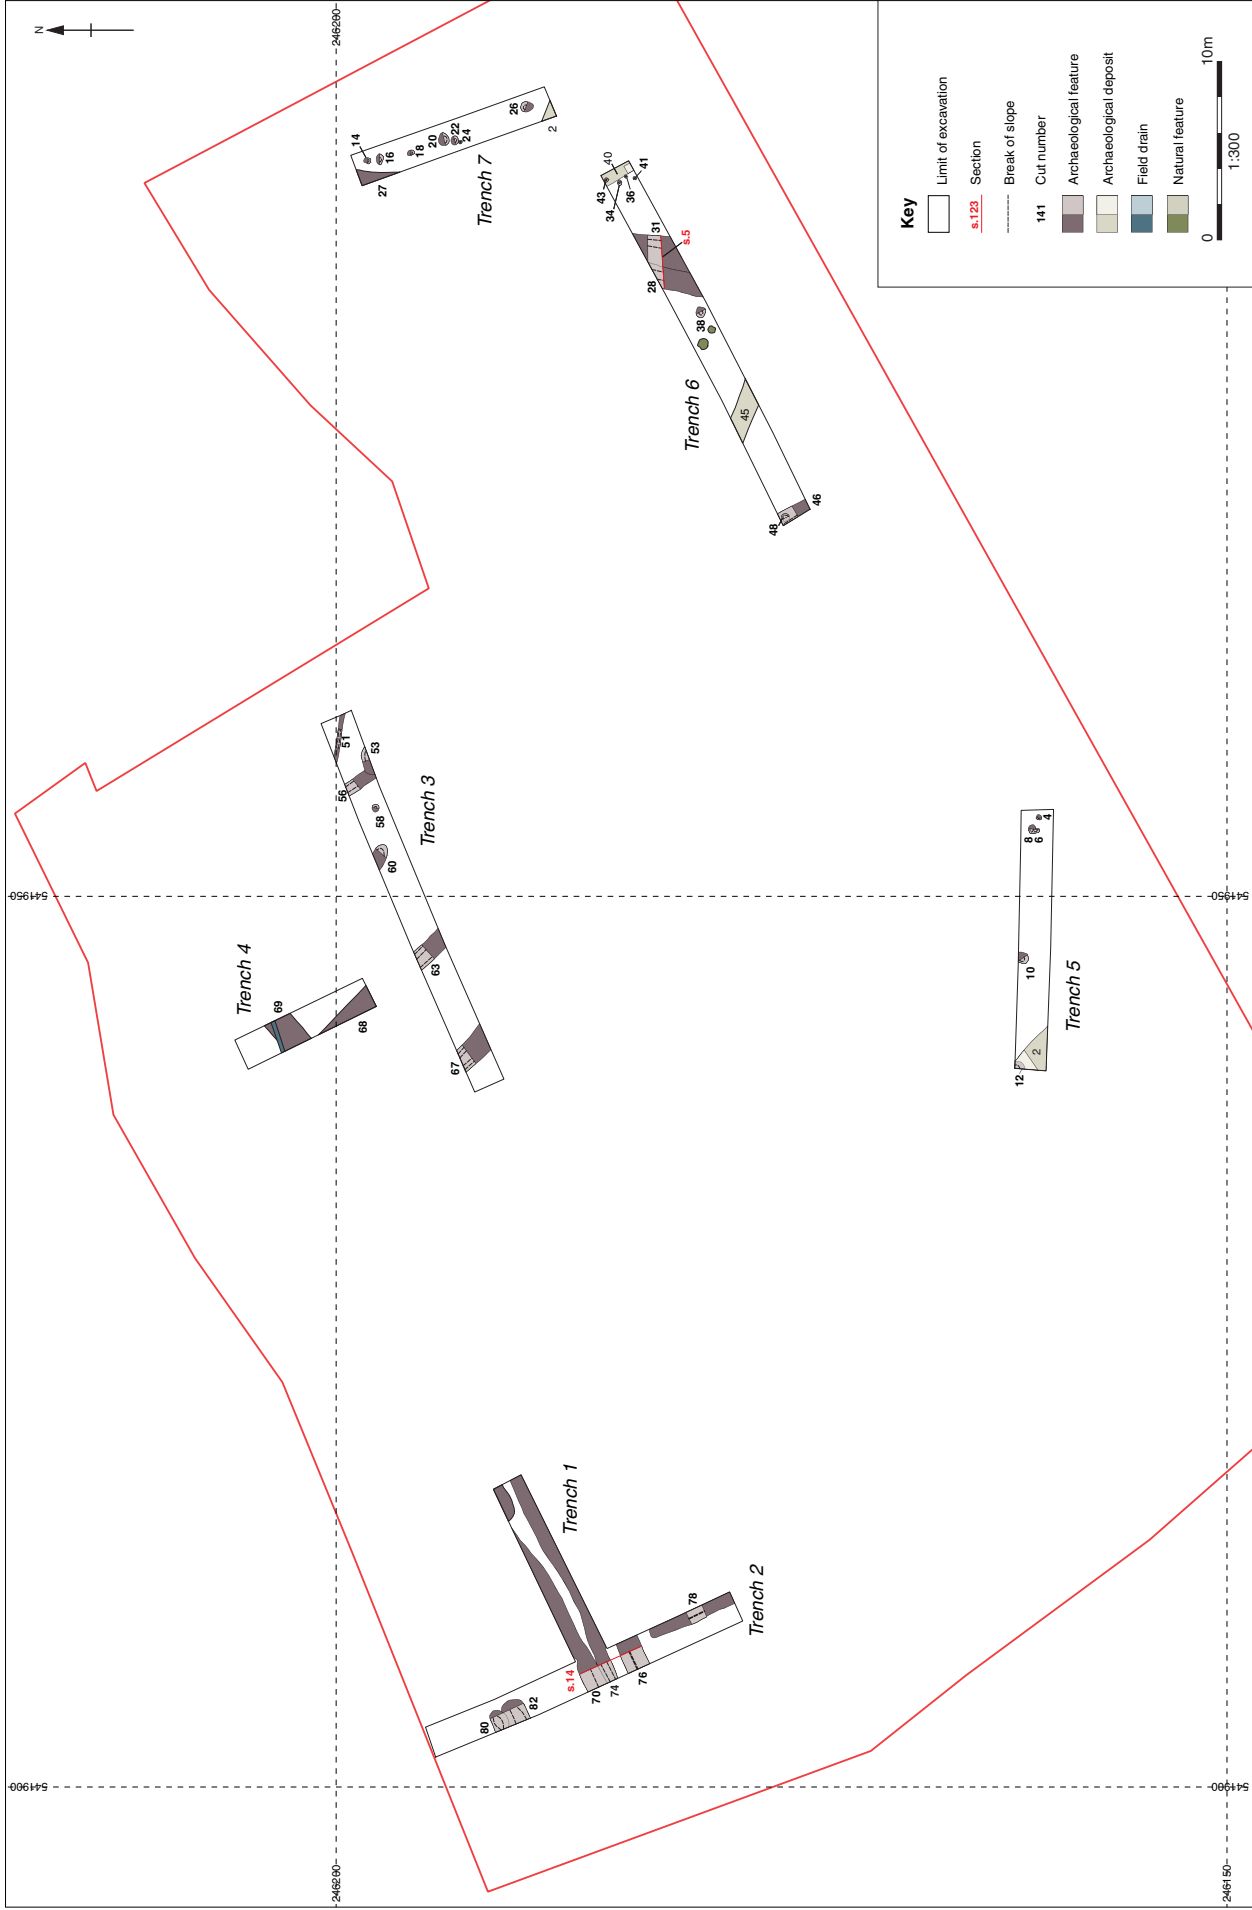 N
246200
14
16
18
20
22
24
26
27
2
Trench 7
43
34
40
36
41
31
s.5
28
38
45
48
46
Trench 6
51
53
56
58
60
63
67
Trench 3
Trench 4
69
68
541950
541950
8
6
4
10
2
12
Trench 5
Trench 1
Trench 2
s.14
70
74
76
78
80
82
541900
541900
246200
246150
Key
Limit of excavation
s.123 Section
Break of slope
141 Cut number
Archaeological feature
Archaeological deposit
Field drain
Natural feature
0 10m
1:300